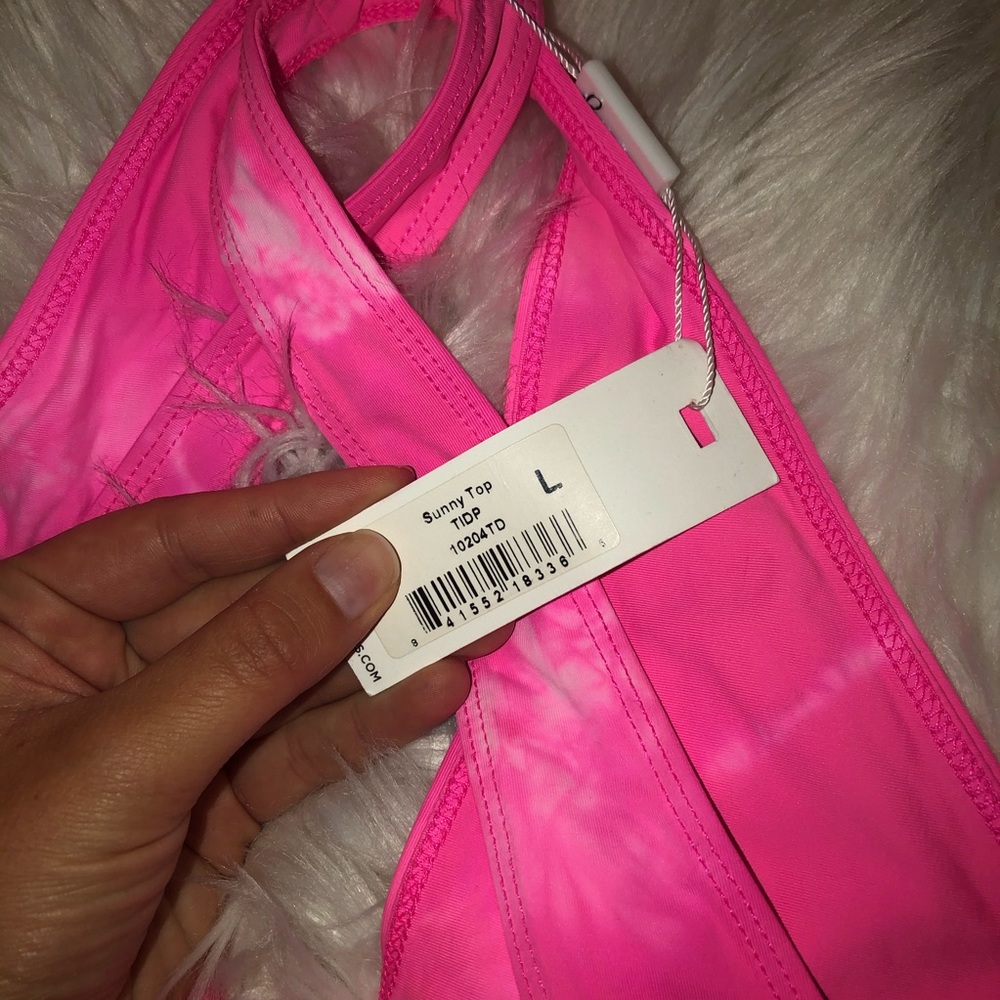 Sunny Top
L
TIDP
10204TD
8 41552 18336 5
S.COM